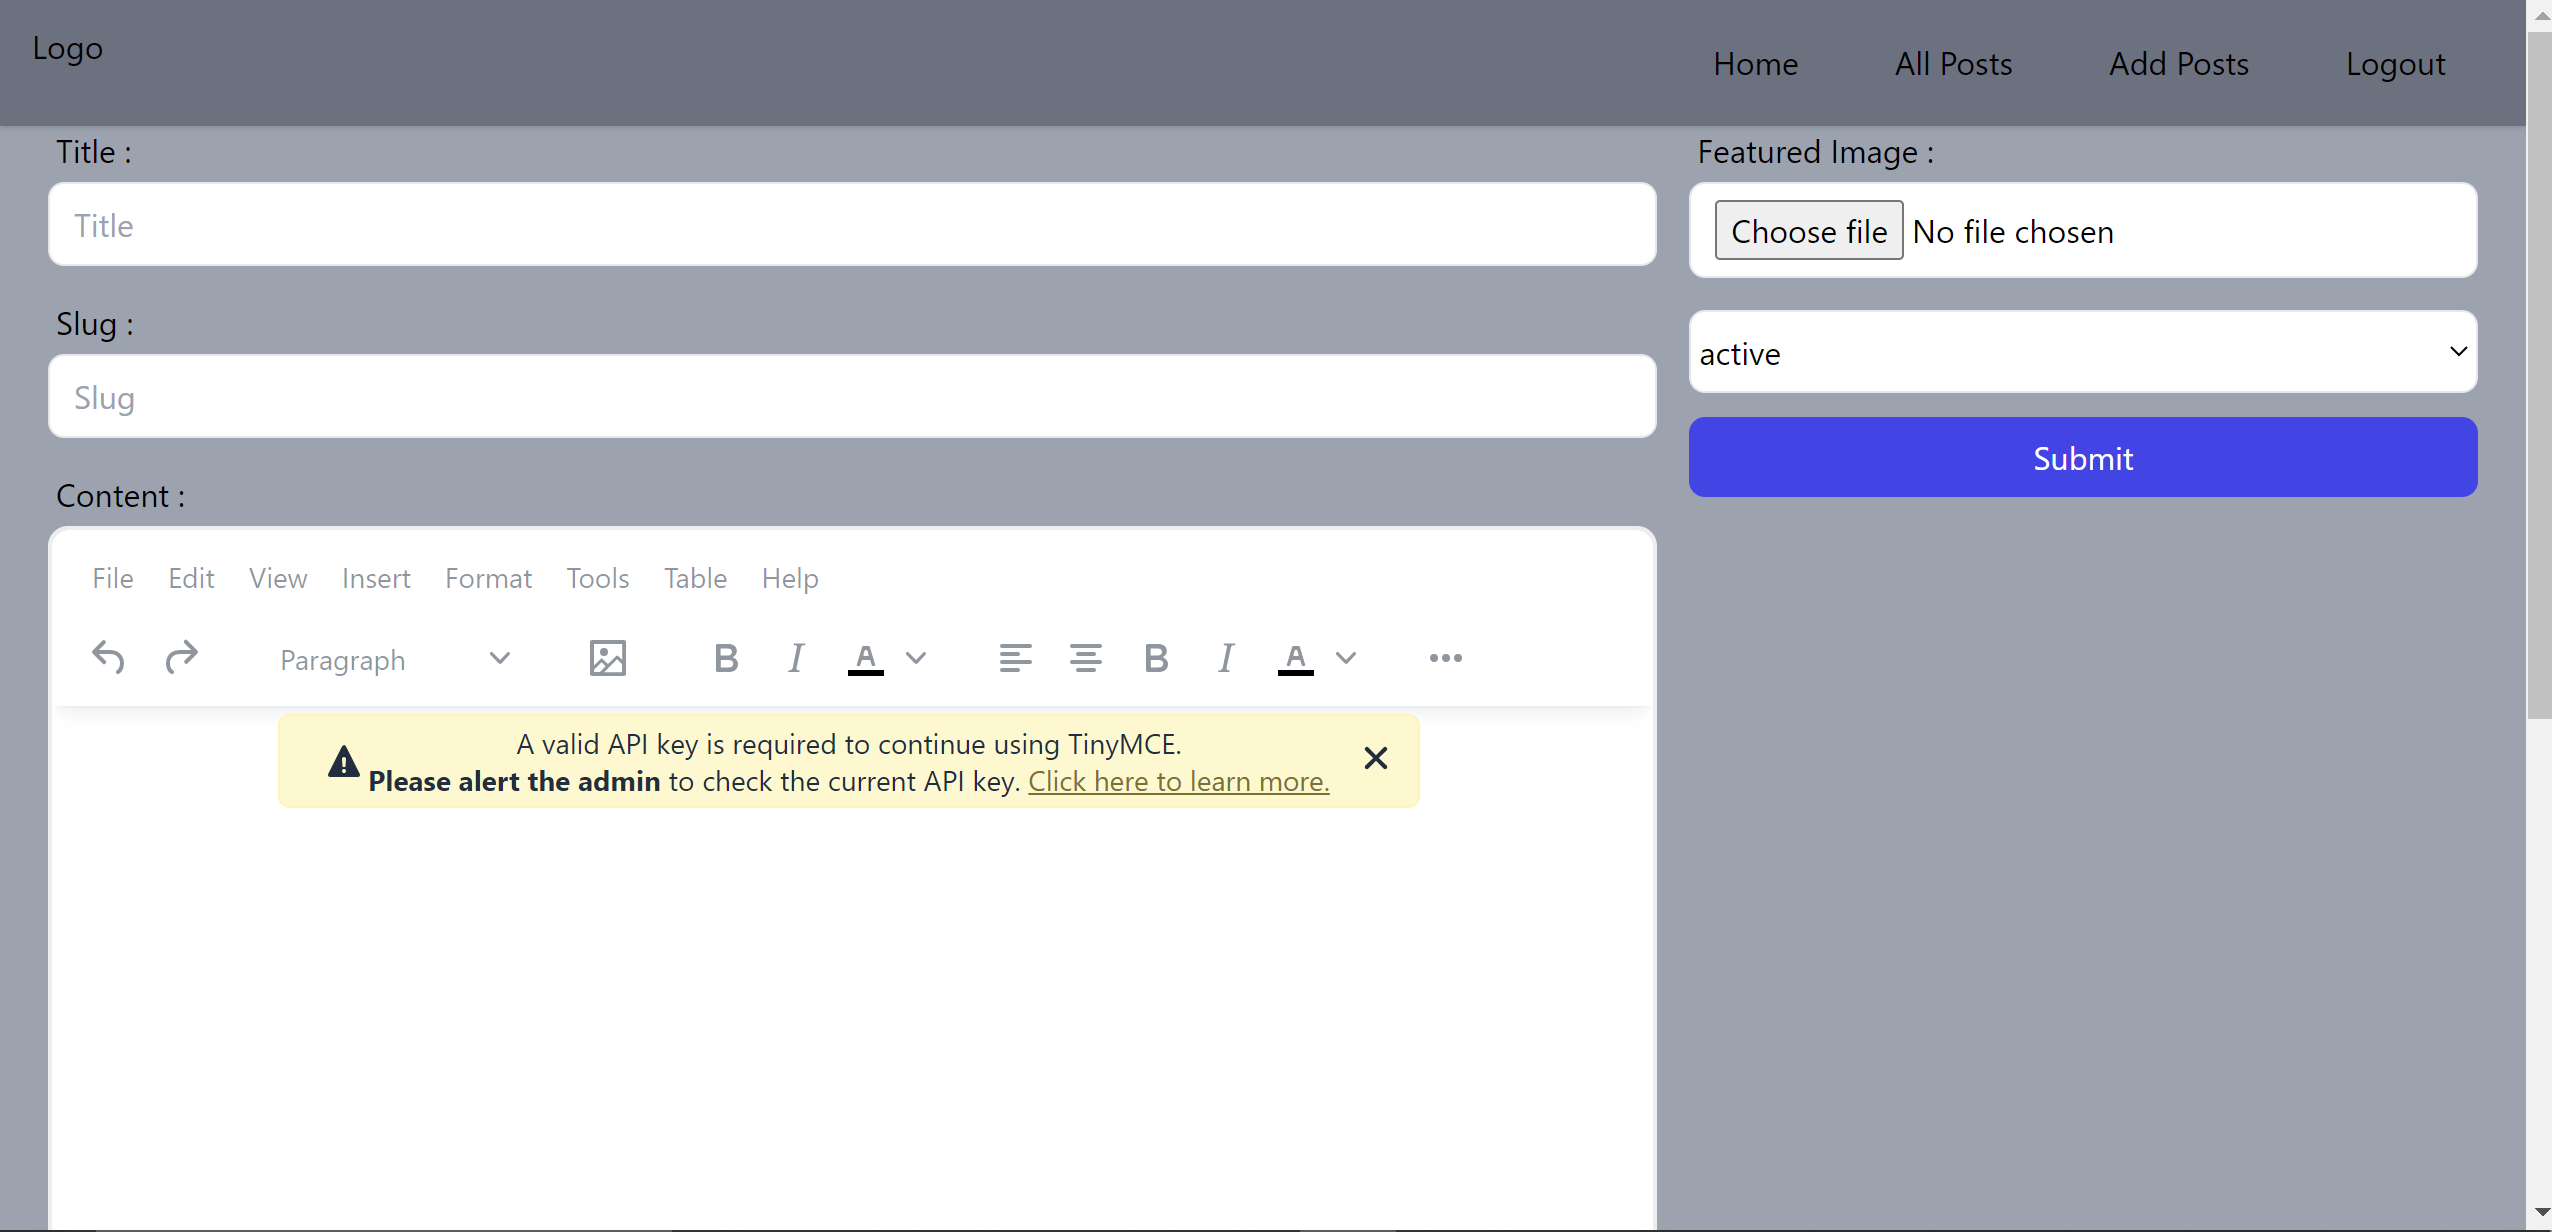 Logo
Home All Posts Add Posts Logout
Title :
Title
Slug :
Slug
Content :
File Edit View Insert Format Tools Table Help
Paragraph B I A B I A
A valid API key is required to continue using TinyMCE.
Please alert the admin to check the current API key. Click here to learn more.
Featured Image :
Choose file No file chosen
active
Submit